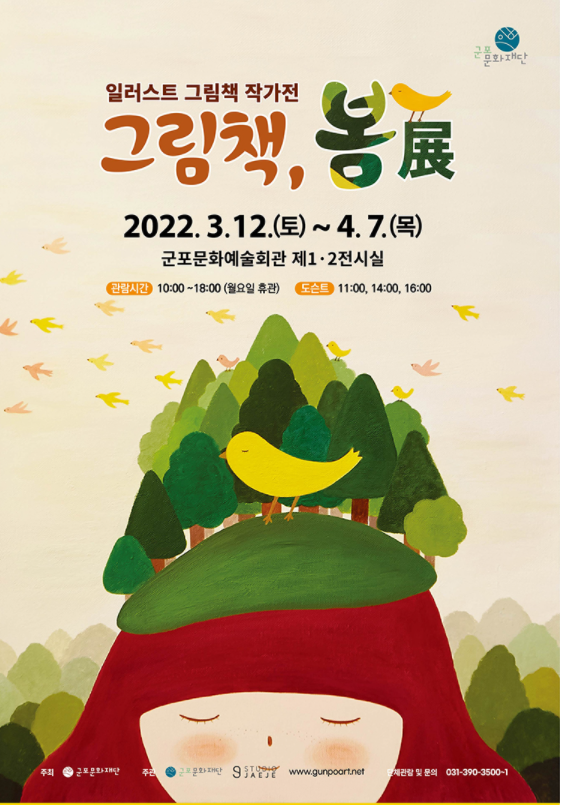 군포
문화재단
일러스트 그림책 작가전
그림책, 봄展
2022. 3.12.(토) ~ 4. 7.(목)
군포문화예술회관 제1·2전시실
관람시간 10:00 ~18:00 (월요일 휴관) 도슨트 11:00, 14:00, 16:00
주최 군포문화재단 주관 군포문화재단 9 STUDIO JAEJE www.gunpoart.net 단체관람 및 문의 031-390-3500~1